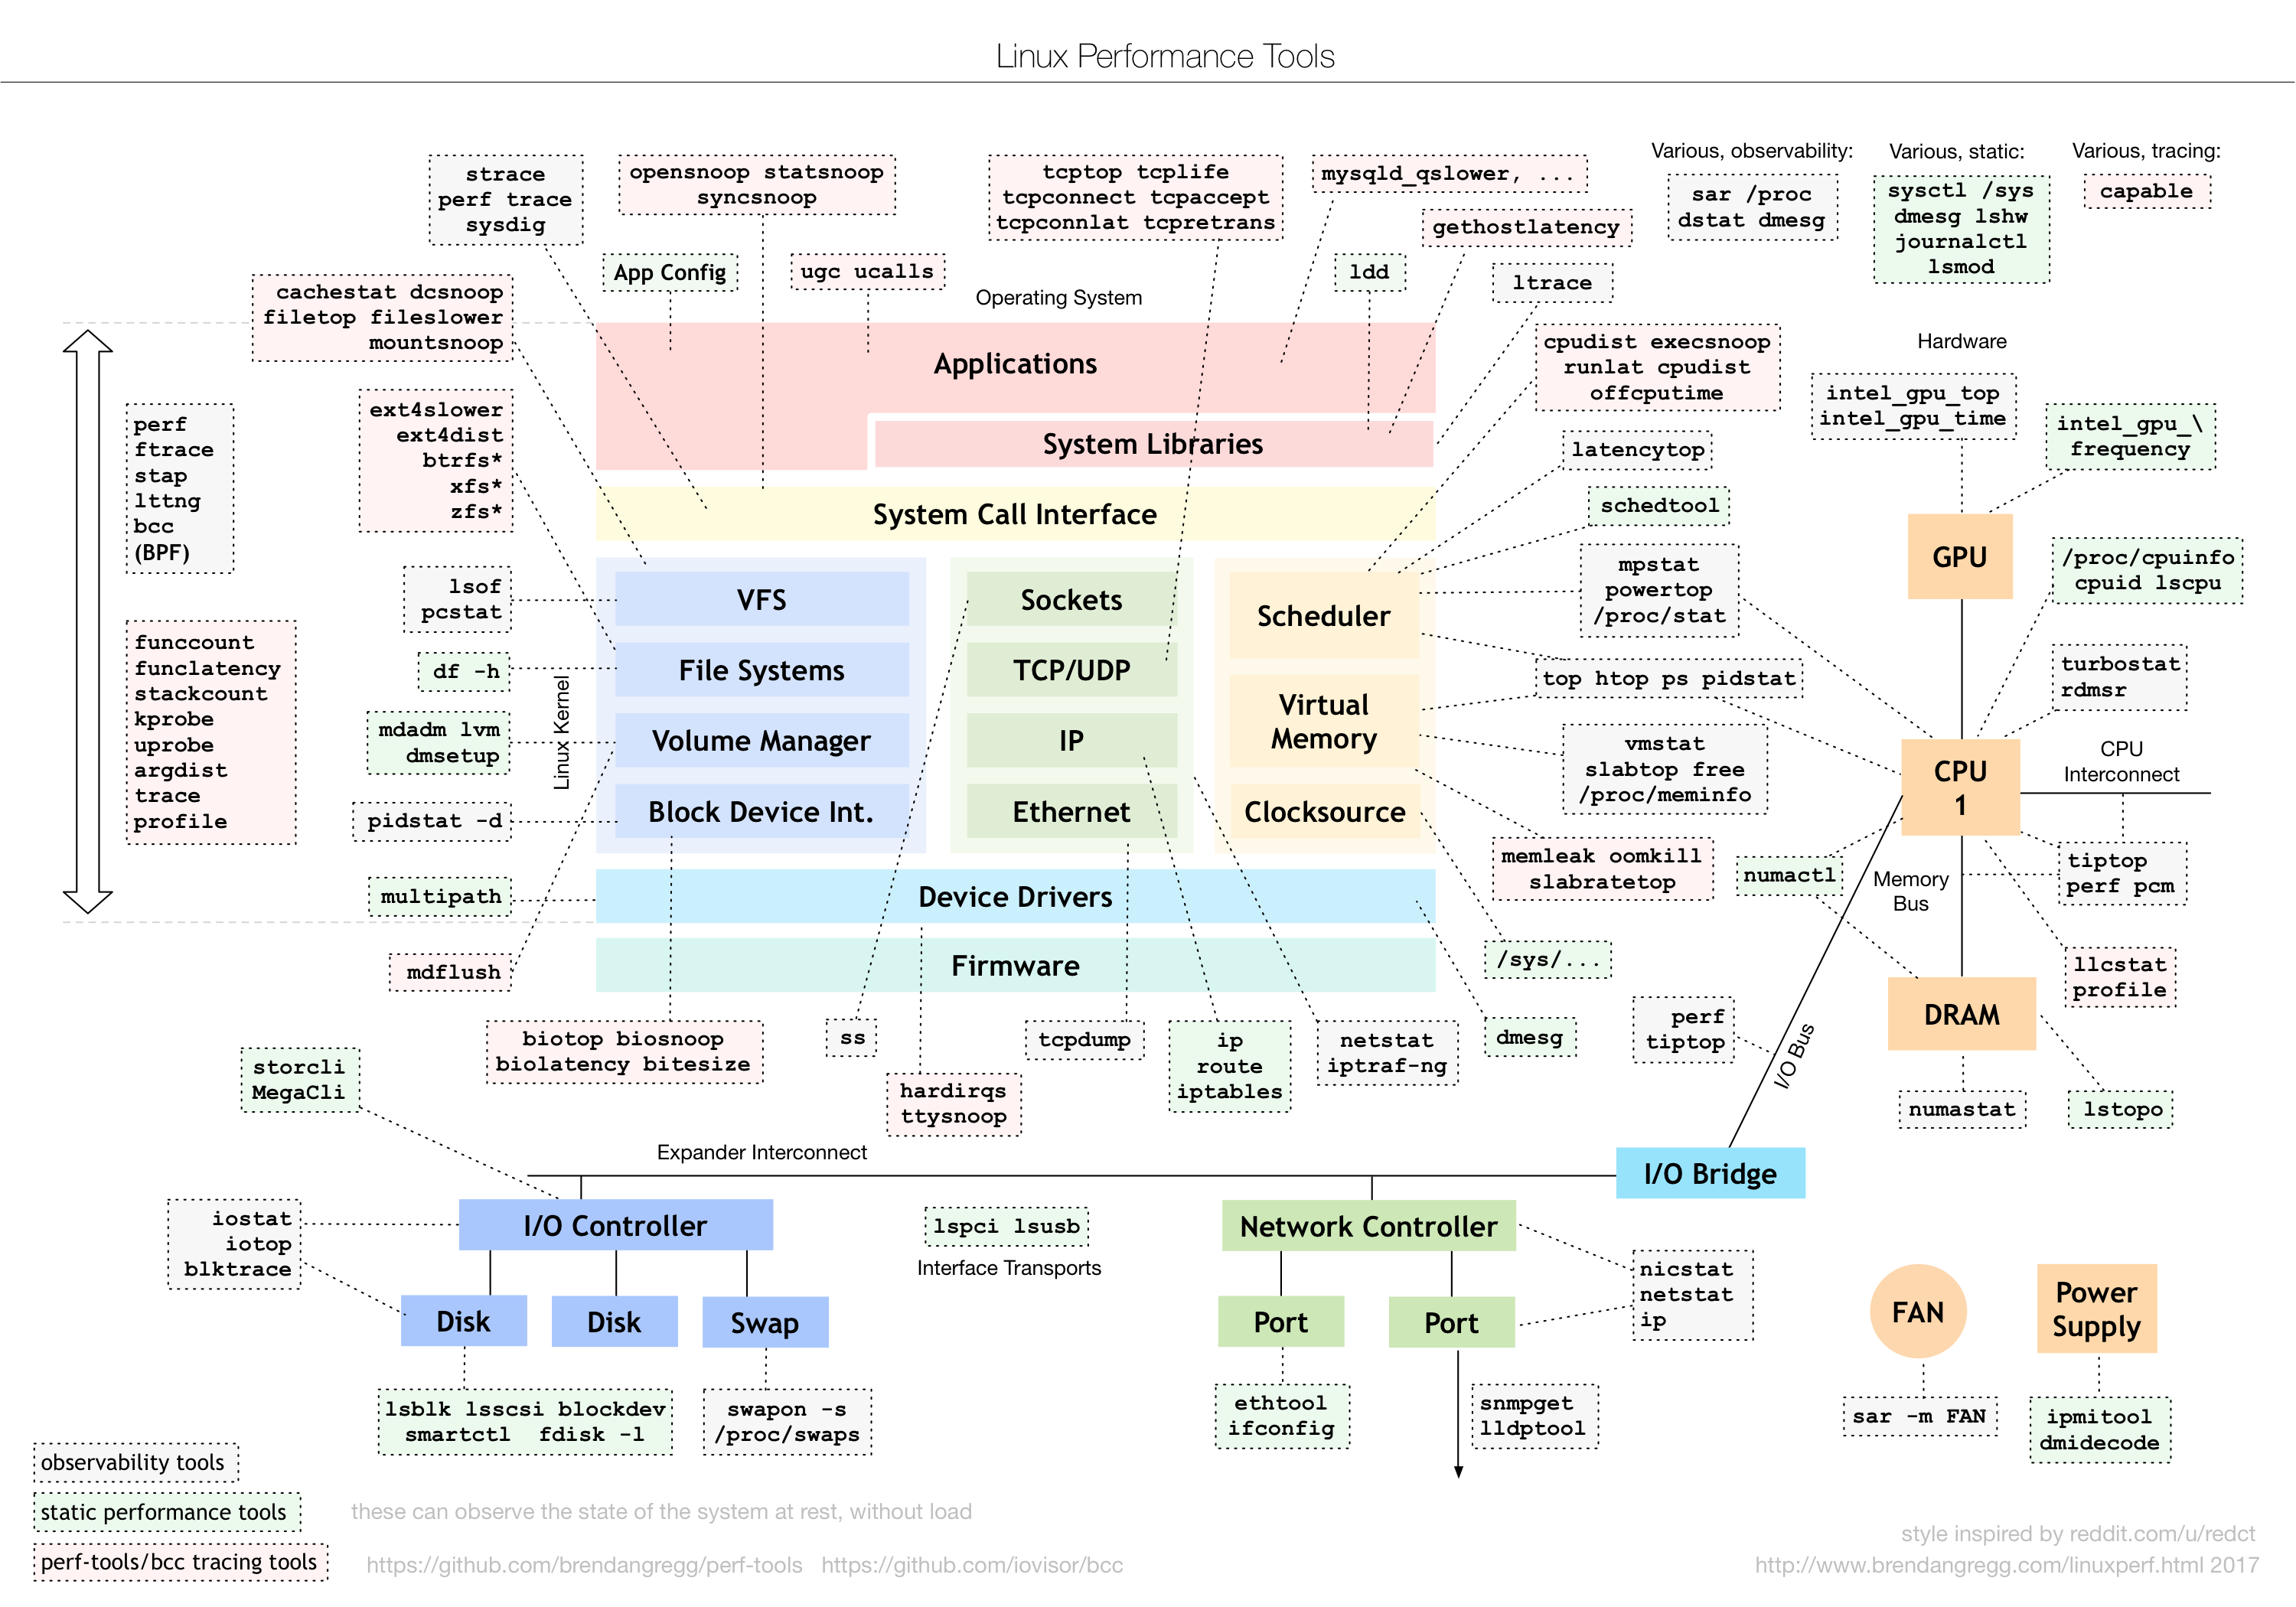 Linux Performance Tools
strace
perf trace
sysdig
opensnoop statsnoop
syncsnoop
tcptop tcplife
tcpconnect tcpaccept
tcpconnlat tcpretrans
mysqld_qslower, ...
gethostlatency
Various, observability:
sar /proc
dstat dmesg
Various, static:
sysctl /sys
dmesg lshw
journalctl
lsmod
Various, tracing:
capable
App Config
ugc ucalls
ldd
ltrace
Operating System
cachestat dcsnoop
filetop fileslower
mountsnoop
Applications
System Libraries
System Call Interface
cpudist execsnoop
runlat cpudist
offcputime
Hardware
intel_gpu_top
intel_gpu_time
intel_gpu_\
frequency
perf
ftrace
stap
lttng
bcc
(BPF)
ext4slower
ext4dist
btrfs*
xfs*
zfs*
latencytop
schedtool
GPU
lsof
pcstat
VFS
Sockets
Scheduler
mpstat
powertop
/proc/stat
/proc/cpuinfo
cpuid lscpu
funccount
funclatency
stackcount
kprobe
uprobe
argdist
trace
profile
df -h
Linux Kernel
File Systems
TCP/UDP
Virtual
Memory
top htop ps pidstat
turbostat
rdmsr
mdadm lvm
dmsetup
Volume Manager
IP
vmstat
slabtop free
/proc/meminfo
CPU
1
CPU
Interconnect
pidstat -d
Block Device Int.
Ethernet
Clocksource
memleak oomkill
slabratetop
numactl
Memory
Bus
tiptop
perf pcm
multipath
Device Drivers
mdflush
Firmware
/sys/...
llcstat
profile
biotop biosnoop
biolatency bitesize
ss
hardirqs
ttysnoop
tcpdump
ip
route
iptables
netstat
iptraf-ng
dmesg
perf
tiptop
I/O Bus
DRAM
numastat
lstopo
storcli
MegaCli
Expander Interconnect
I/O Bridge
iostat
iotop
blktrace
I/O Controller
lspci lsusb
Interface Transports
Network Controller
nicstat
netstat
ip
Disk
Disk
Swap
Port
Port
FAN
Power
Supply
lsblk lsscsi blockdev
smartctl  fdisk -l
swapon -s
/proc/swaps
ethtool
ifconfig
snmpget
lldptool
sar -m FAN
ipmitool
dmidecode
observability tools
static performance tools
these can observe the state of the system at rest, without load
perf-tools/bcc tracing tools
https://github.com/brendangregg/perf-tools
https://github.com/iovisor/bcc
style inspired by reddit.com/u/redct
http://www.brendangregg.com/linuxperf.html 2017